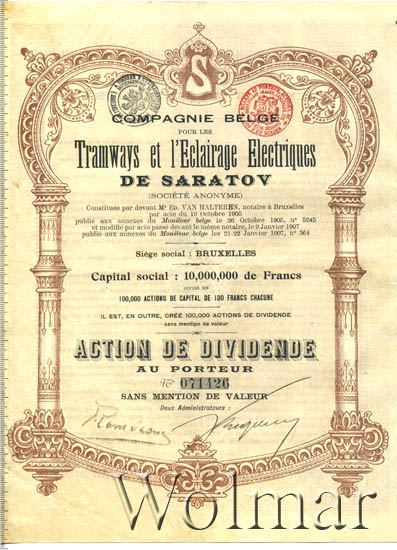 S
COMPAGNIE BELGE
POUR LES
Tramways et l'Eclairage Electriques
DE SARATOV
(SOCIÉTÉ ANONYME)
Constituée par devant Me ED. VAN HALTEREN, notaire à Bruxelles
par acte du 19 Octobre 1905
publié aux annexes du Moniteur belge le 26 Octobre 1905, n° 5245
et modifié par acte passé devant le même notaire, le 9 Janvier 1907
publié aux annexes du Moniteur belge les 21-22 Janvier 1907, n° 364
Siège social : BRUXELLES
Capital social : 10,000,000 de Francs
DIVISÉ EN
100,000 ACTIONS DE CAPITAL DE 100 FRANCS CHACUNE
IL EST, EN OUTRE, CRÉÉ 100,000 ACTIONS DE DIVIDENDE
sans mention de valeur
ACTION DE DIVIDENDE
AU PORTEUR
N° 071426
SANS MENTION DE VALEUR
Deux Administrateurs :
Wolmar